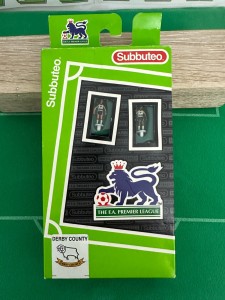 Subbuteo
Subbuteo
THE F.A. PREMIER LEAGUE
DERBY COUNTY